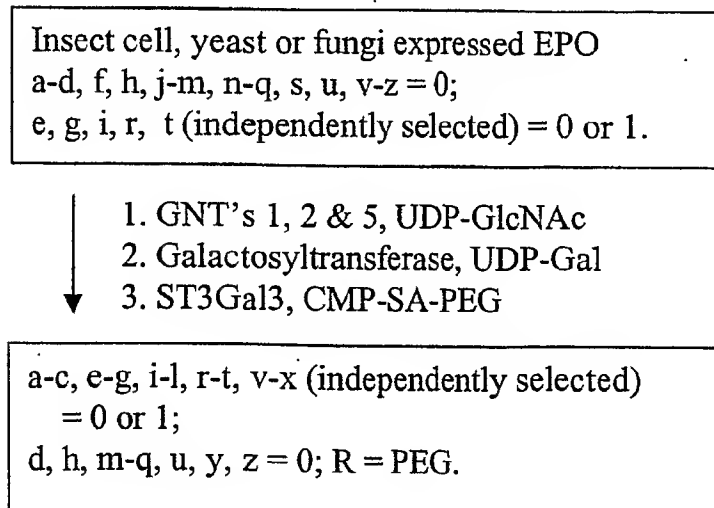 Insect cell, yeast or fungi expressed EPO
a-d, f, h, j-m, n-q, s, u, v-z = 0;
e, g, i, r, t (independently selected) = 0 or 1.
1. GNT's 1, 2 & 5, UDP-GlcNAc
2. Galactosyltransferase, UDP-Gal
3. ST3Gal3, CMP-SA-PEG
a-c, e-g, i-l, r-t, v-x (independently selected)
= 0 or 1;
d, h, m-q, u, y, z = 0; R = PEG.